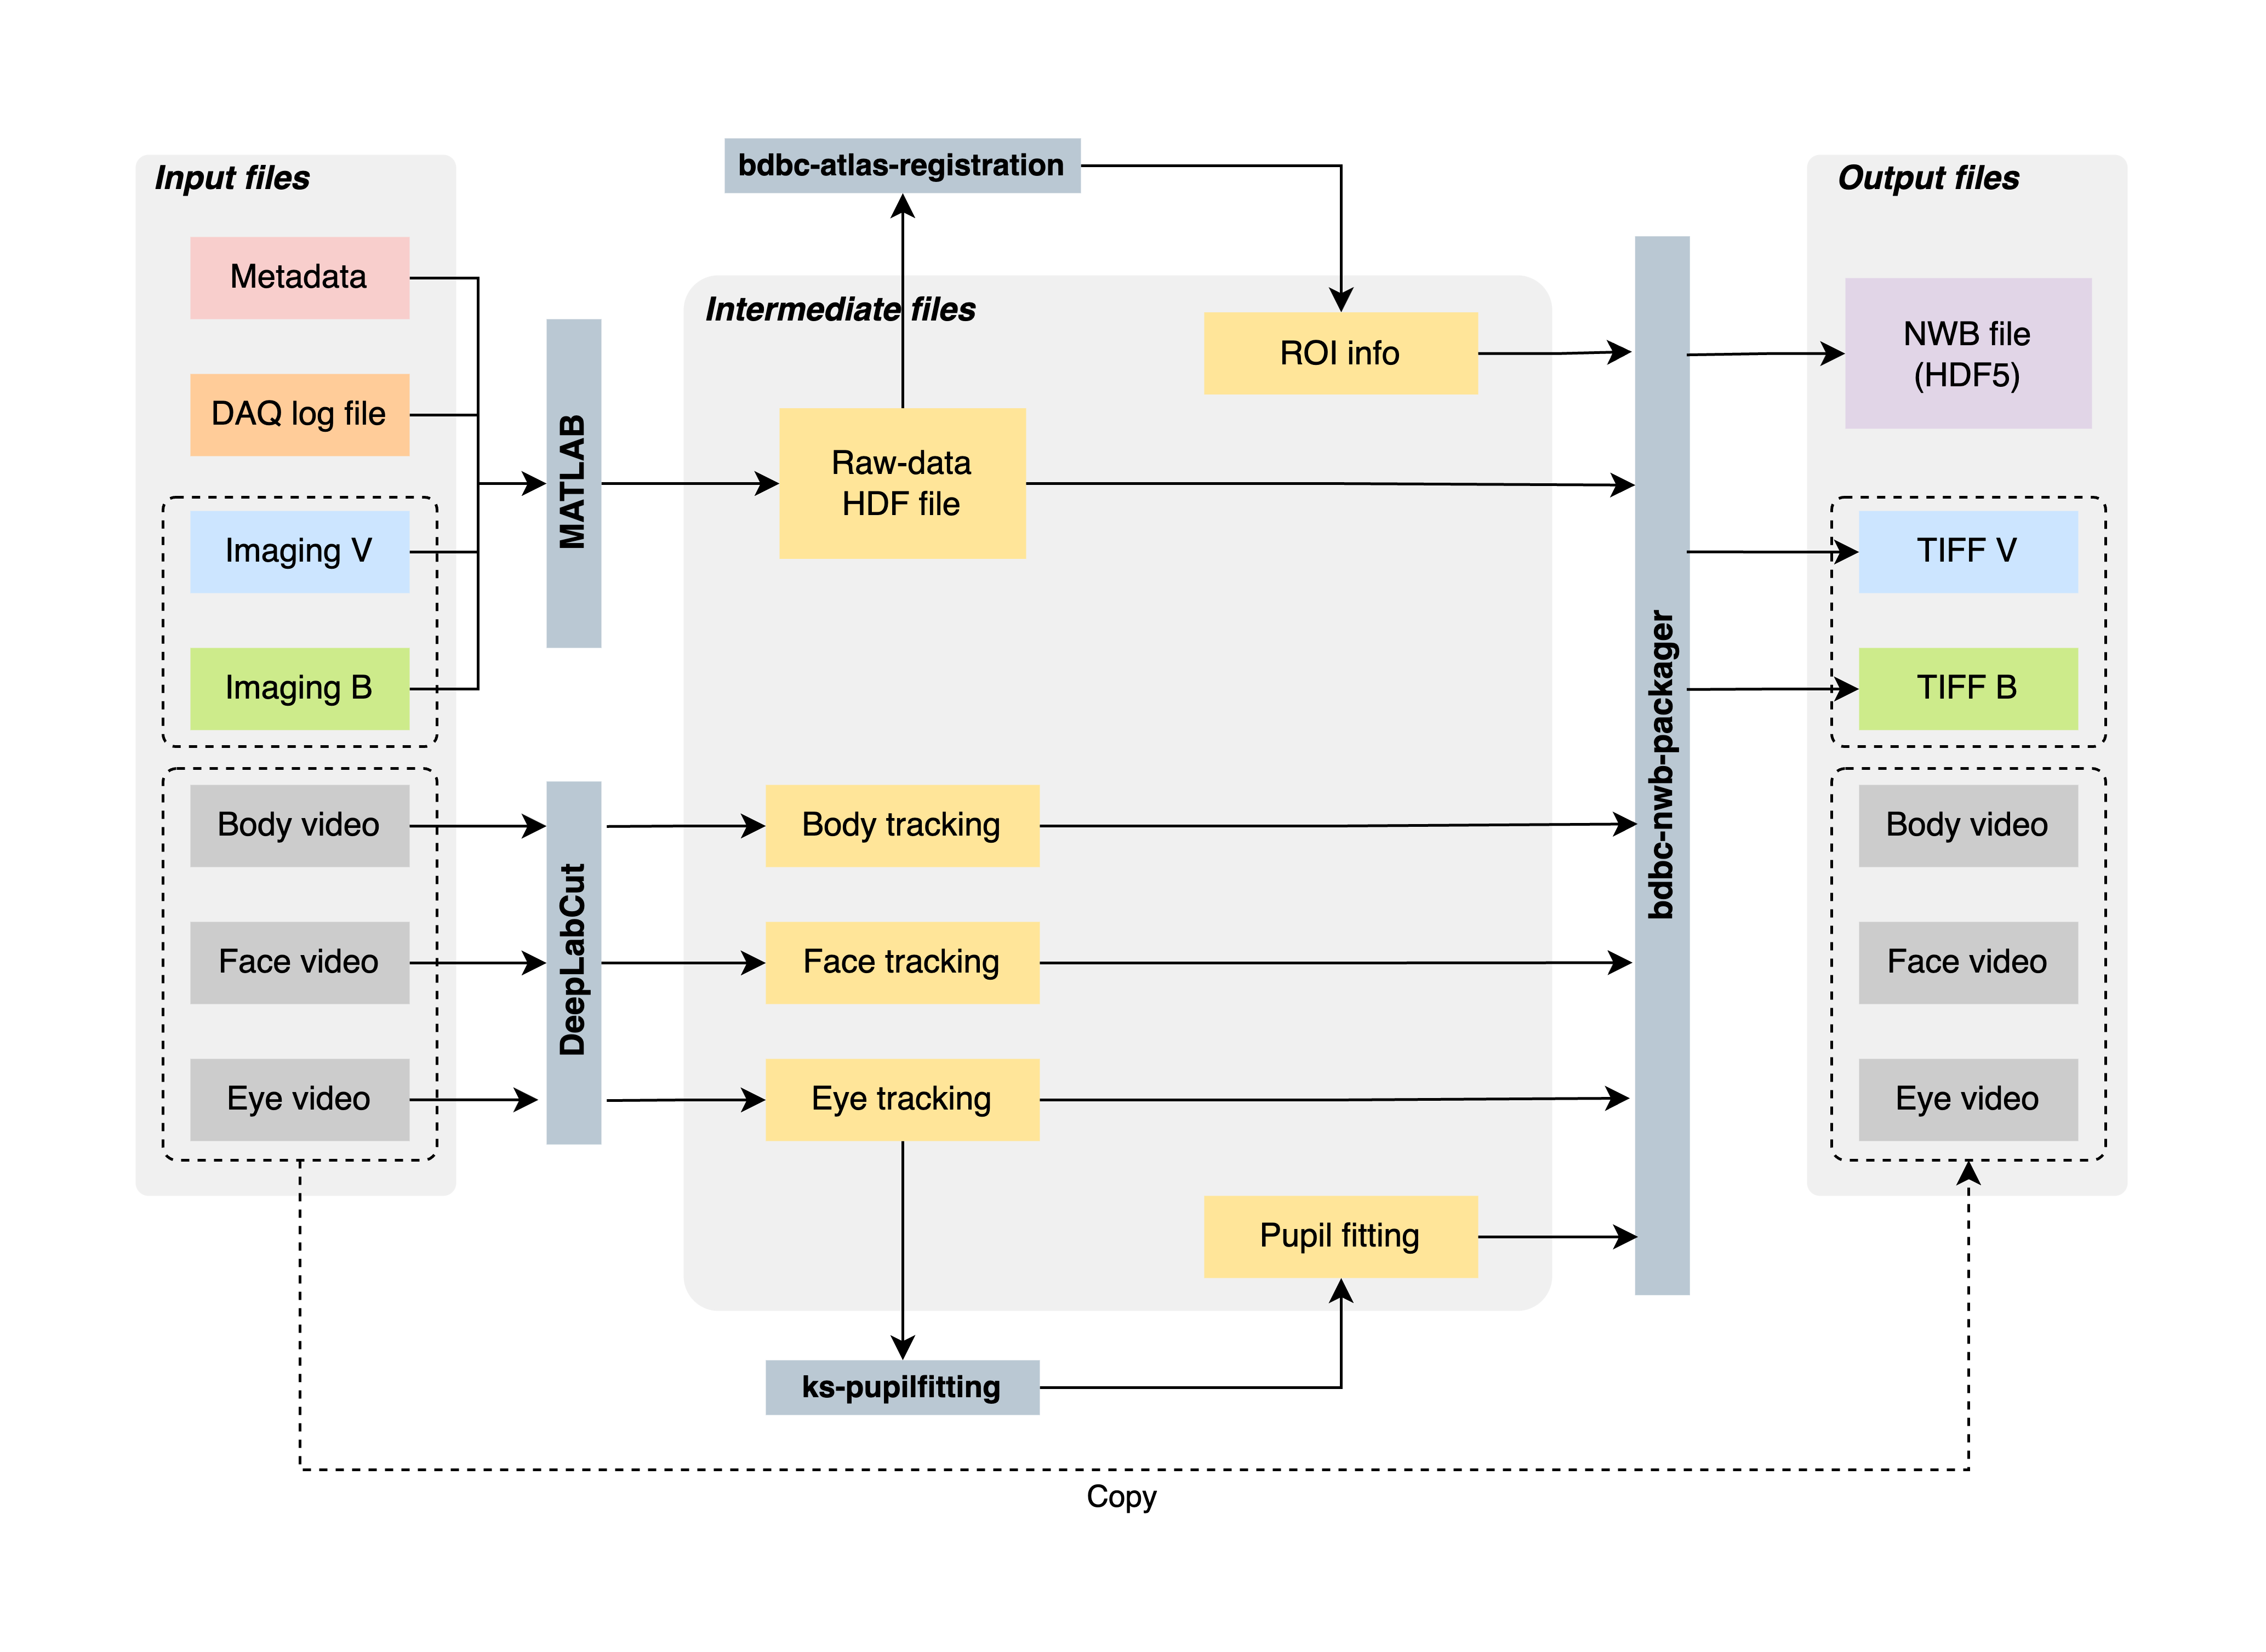 Input files
Metadata
DAQ log file
Imaging V
Imaging B
Body video
Face video
Eye video
MATLAB
DeepLabCut
bdbc-atlas-registration
Intermediate files
ROI info
Raw-data
HDF file
Body tracking
Face tracking
Eye tracking
Pupil fitting
ks-pupilfitting
bdbc-nwb-packager
Output files
NWB file
(HDF5)
TIFF V
TIFF B
Body video
Face video
Eye video
Copy